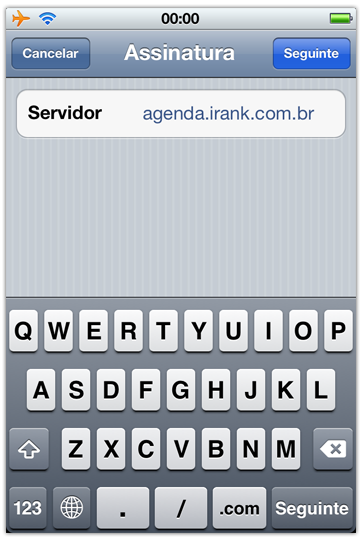 00:00
Cancelar Assinatura Seguinte
Servidor agenda.irank.com.br
Q W E R T Y U I O P
A S D F G H J K L
Z X C V B N M
123 . / .com Seguinte